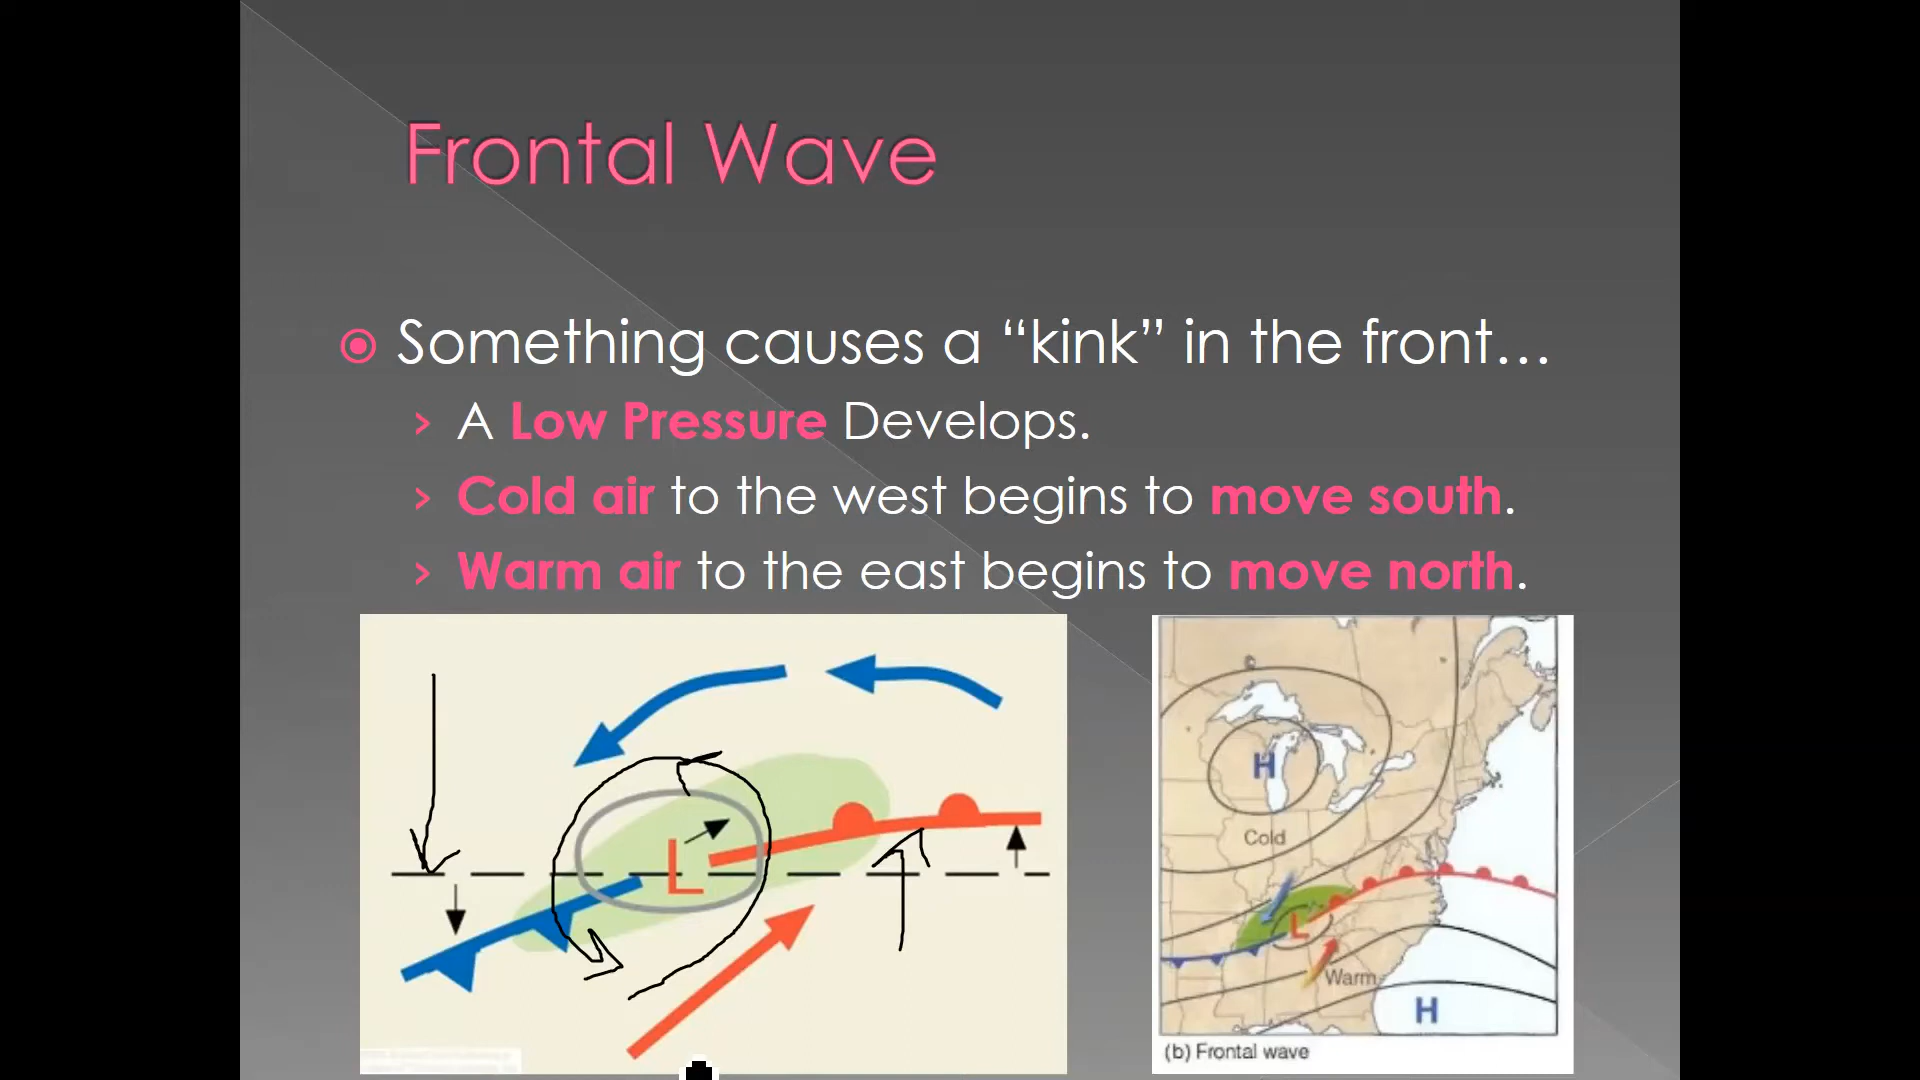 Frontal Wave
Something causes a “kink” in the front…
A Low Pressure Develops.
Cold air to the west begins to move south.
Warm air to the east begins to move north.
L
H
Cold
L
Warm
H
(b) Frontal wave